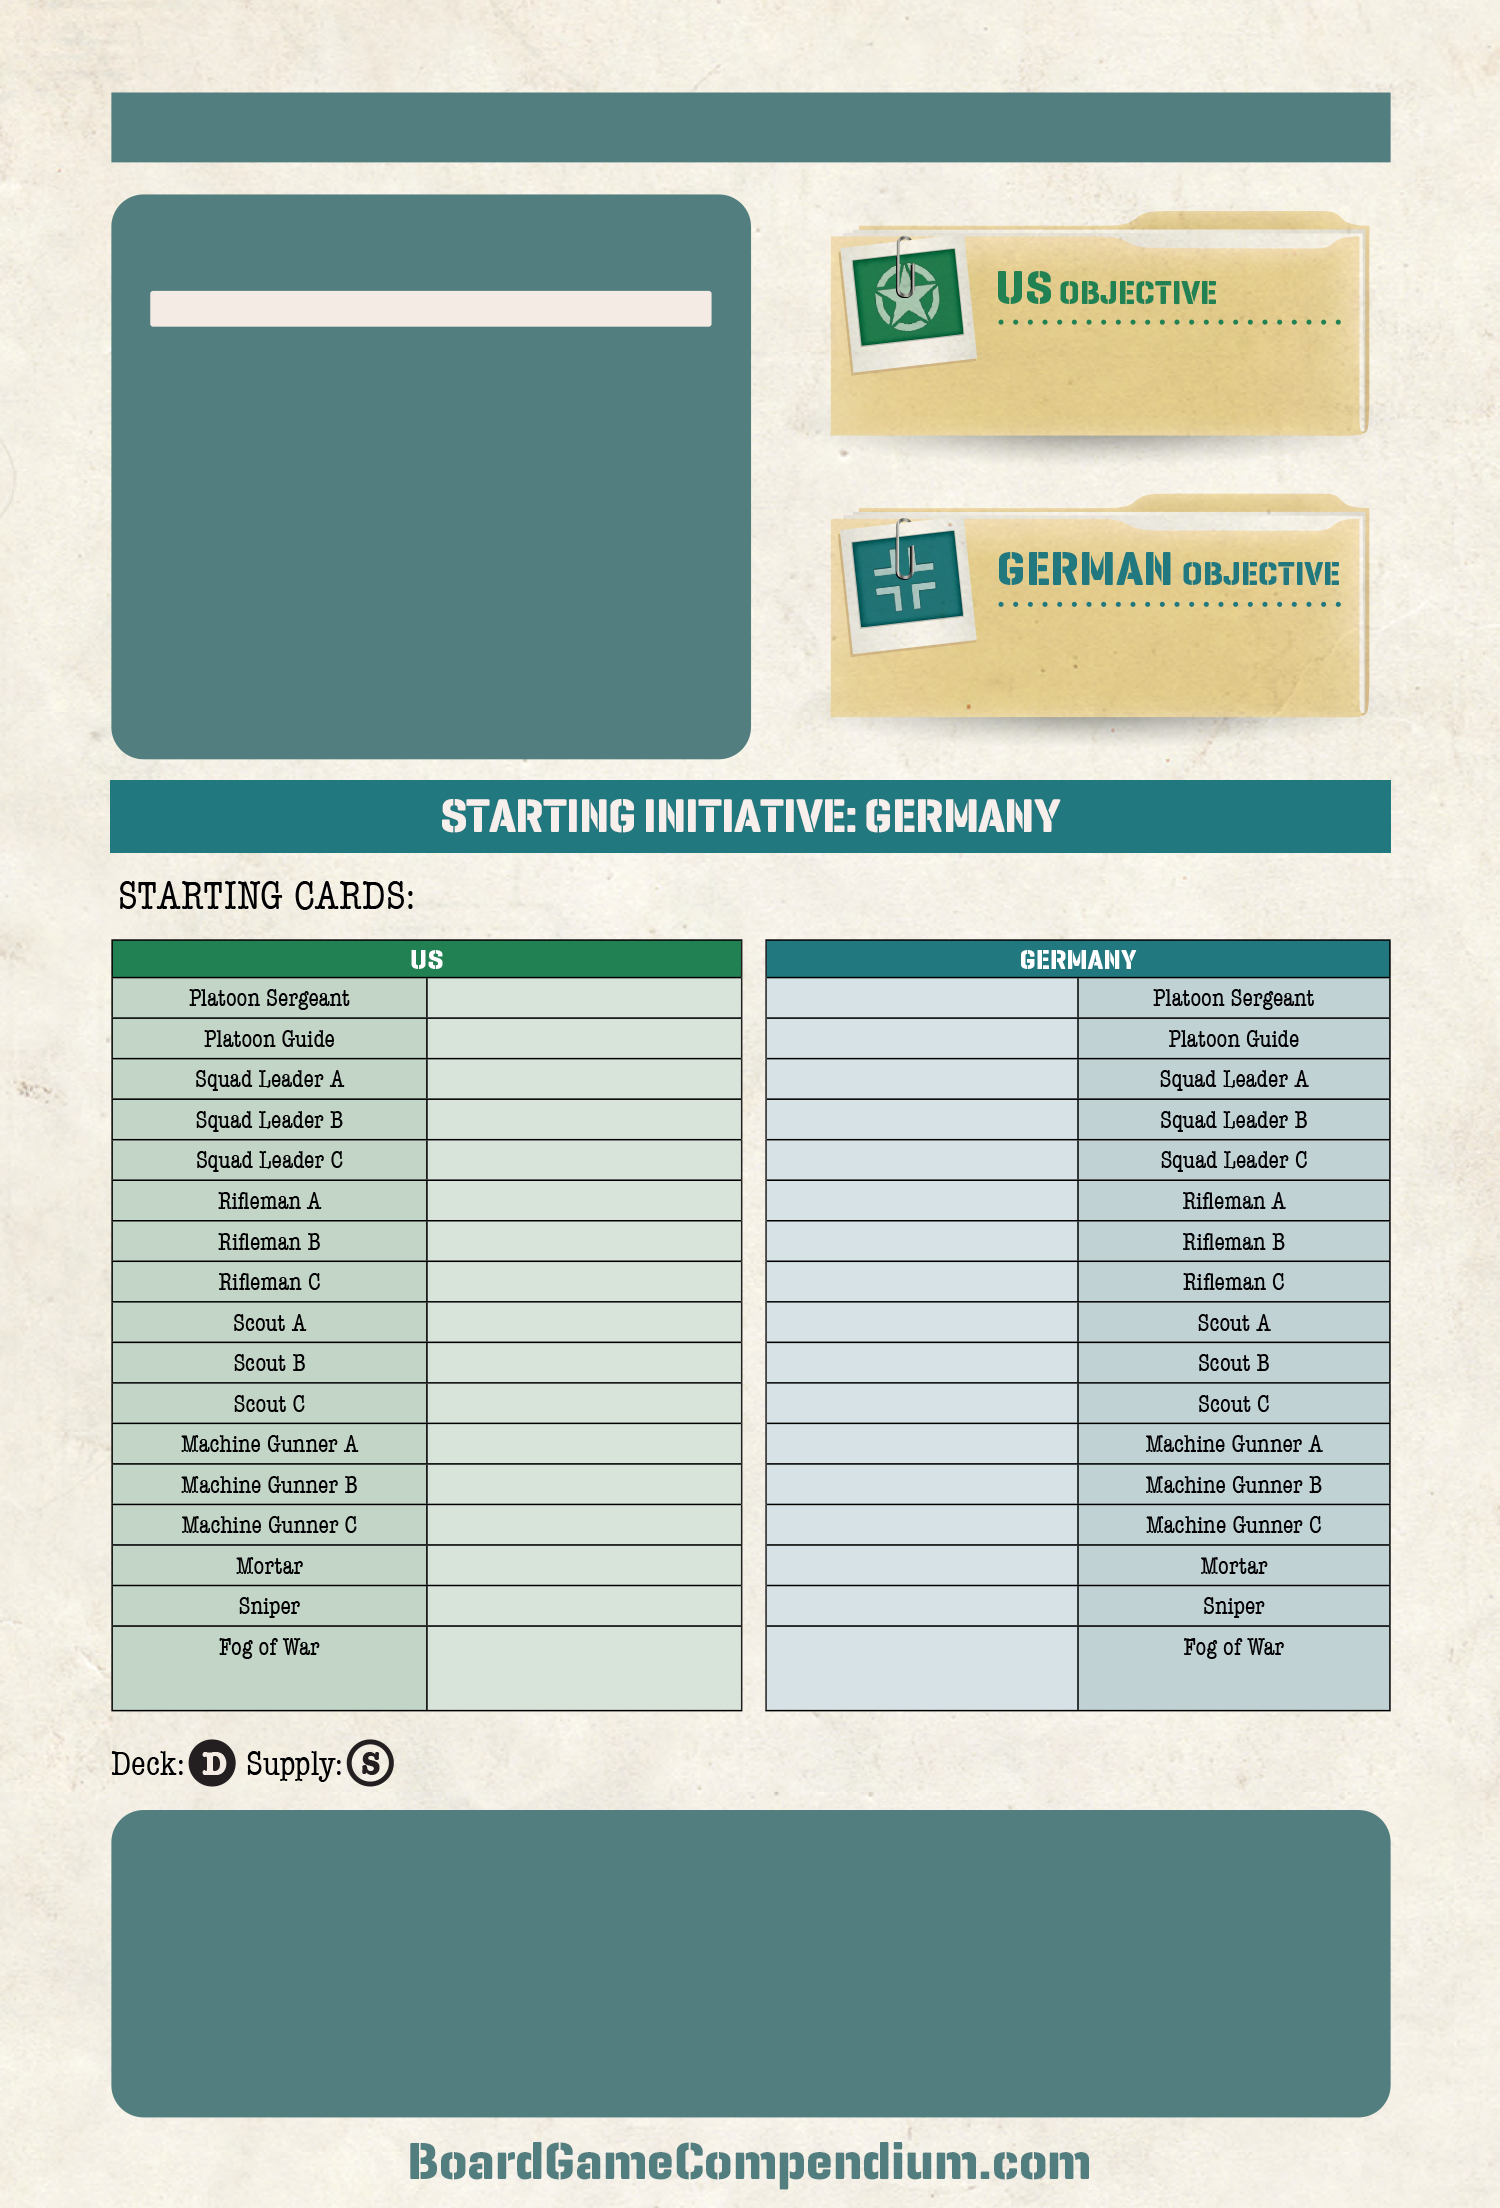 US OBJECTIVE
GERMAN OBJECTIVE
STARTING INITIATIVE: GERMANY
STARTING CARDS:
US
Platoon Sergeant
Platoon Guide
Squad Leader A
Squad Leader B
Squad Leader C
Rifleman A
Rifleman B
Rifleman C
Scout A
Scout B
Scout C
Machine Gunner A
Machine Gunner B
Machine Gunner C
Mortar
Sniper
Fog of War
GERMANY
Platoon Sergeant
Platoon Guide
Squad Leader A
Squad Leader B
Squad Leader C
Rifleman A
Rifleman B
Rifleman C
Scout A
Scout B
Scout C
Machine Gunner A
Machine Gunner B
Machine Gunner C
Mortar
Sniper
Fog of War
Deck: D Supply: S
BoardGameCompendium.com